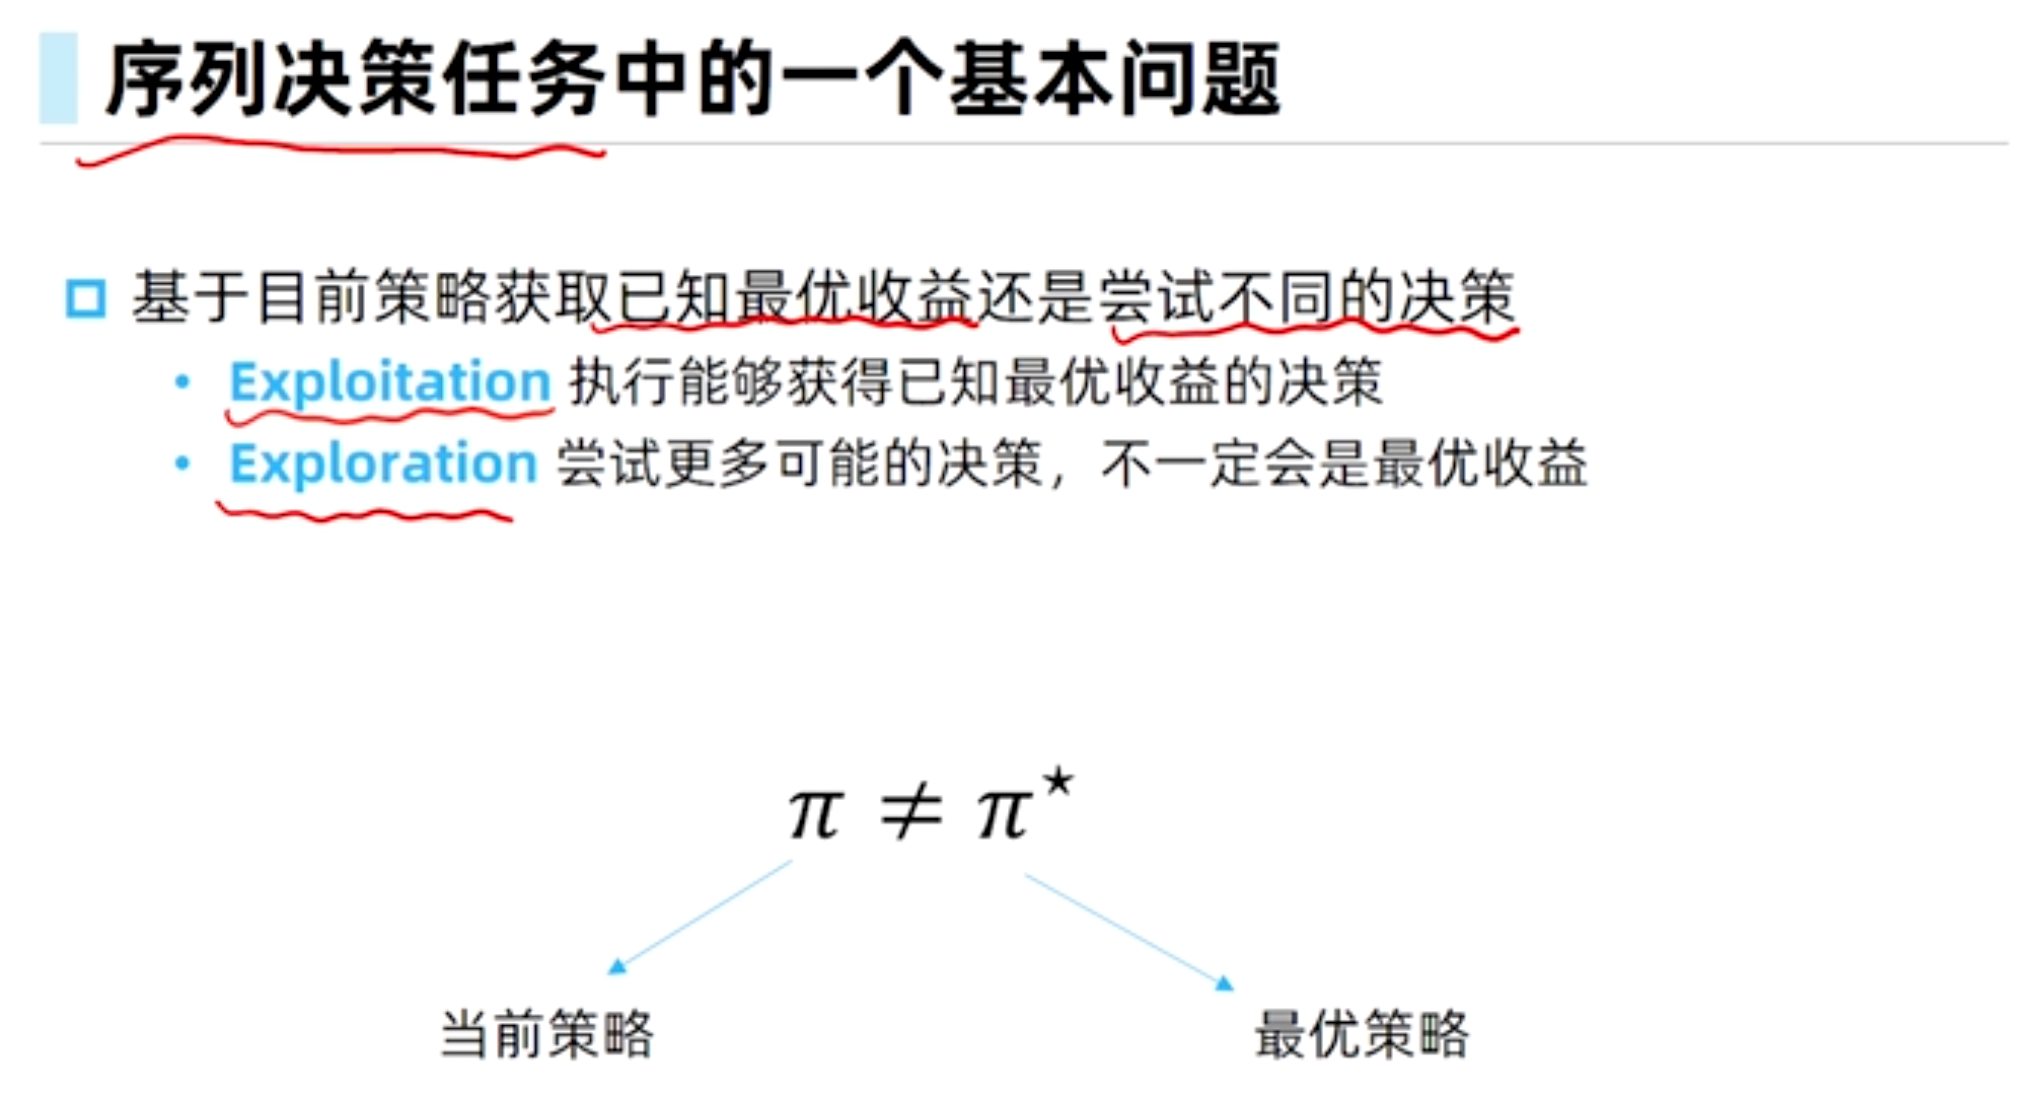 序列决策任务中的一个基本问题
基于目前策略获取已知最优收益还是尝试不同的决策
• Exploitation 执行能够获得已知最优收益的决策
• Exploration 尝试更多可能的决策，不一定会是最优收益
π ≠ π*
当前策略
最优策略